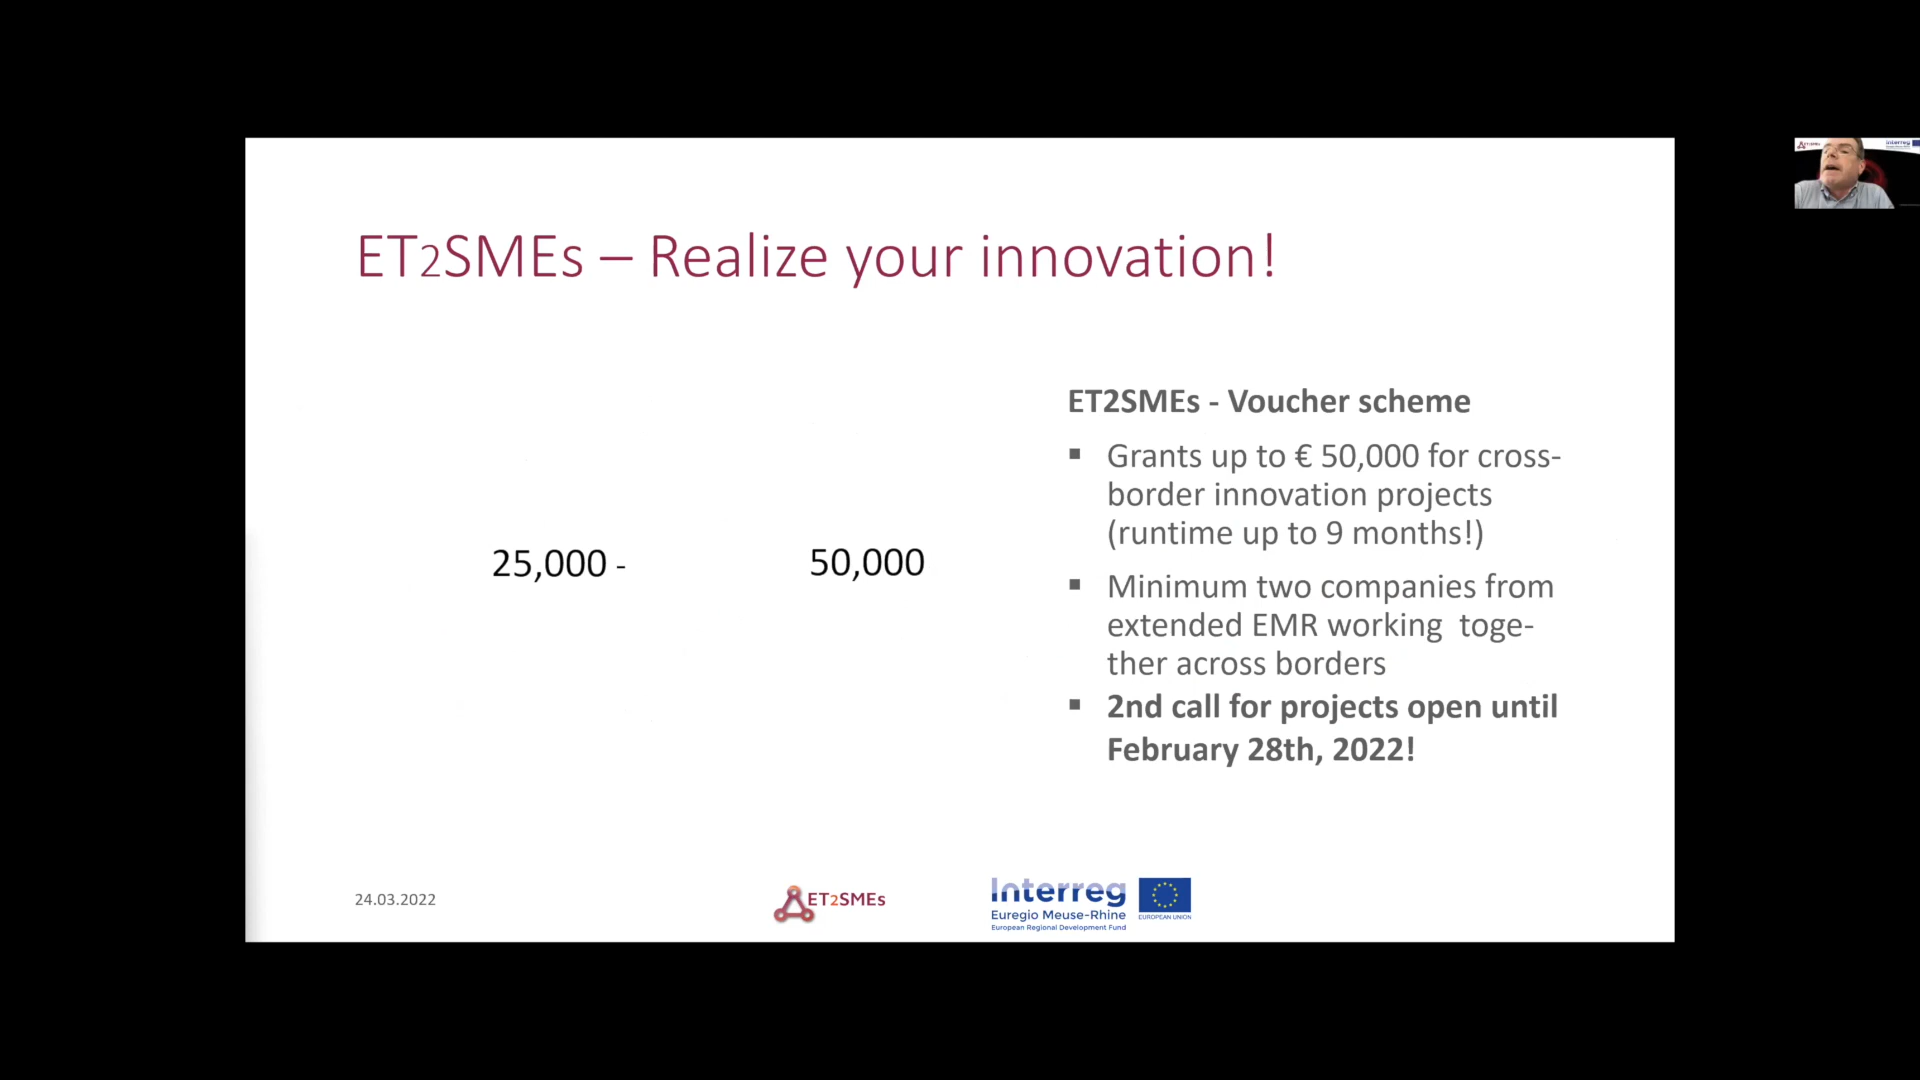 ET2SMEs – Realize your innovation!
25,000 -
50,000
ET2SMEs - Voucher scheme
▪ Grants up to € 50,000 for cross-
border innovation projects
(runtime up to 9 months!)
▪ Minimum two companies from
extended EMR working toge-
ther across borders
▪ 2nd call for projects open until
February 28th, 2022!
24.03.2022
ET2SMEs
Interreg
Euregio Meuse-Rhine
European Regional Development Fund
EUROPEAN UNION